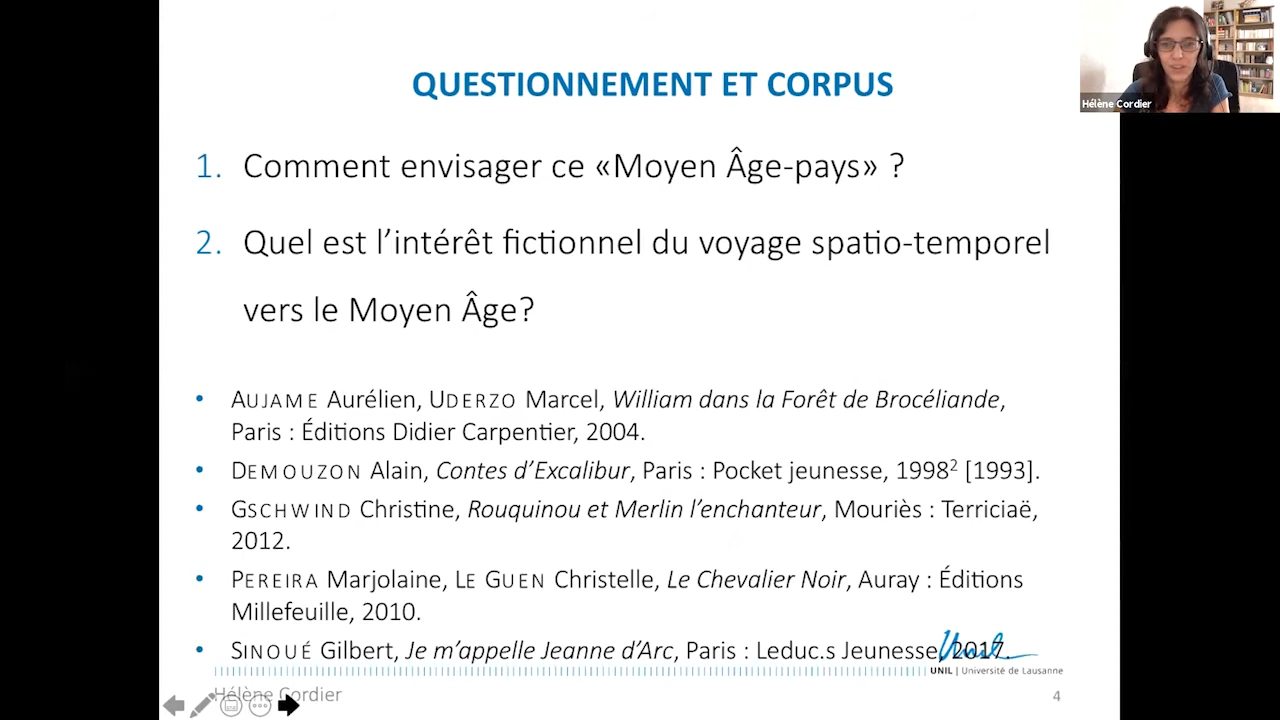 QUESTIONNEMENT ET CORPUS
Hélène Cordier
1. Comment envisager ce «Moyen Âge-pays» ?
2. Quel est l’intérêt fictionnel du voyage spatio-temporel
vers le Moyen Âge?
• AUJAME Aurélien, UDERZO Marcel, William dans la Forêt de Brocéliande,
Paris : Éditions Didier Carpentier, 2004.
• DEMOUZON Alain, Contes d’Excalibur, Paris : Pocket jeunesse, 1998² [1993].
• GSCHWIND Christine, Rouquinou et Merlin l’enchanteur, Mouriès : Terriciaë,
2012.
• PEREIRA Marjolaine, LE GUEN Christelle, Le Chevalier Noir, Auray : Éditions
Millefeuille, 2010.
• SINOUÉ Gilbert, Je m’appelle Jeanne d’Arc, Paris : Leduc.s Jeunesse, 2017.
Unil
UNIL | Université de Lausanne
Hélène Cordier
4